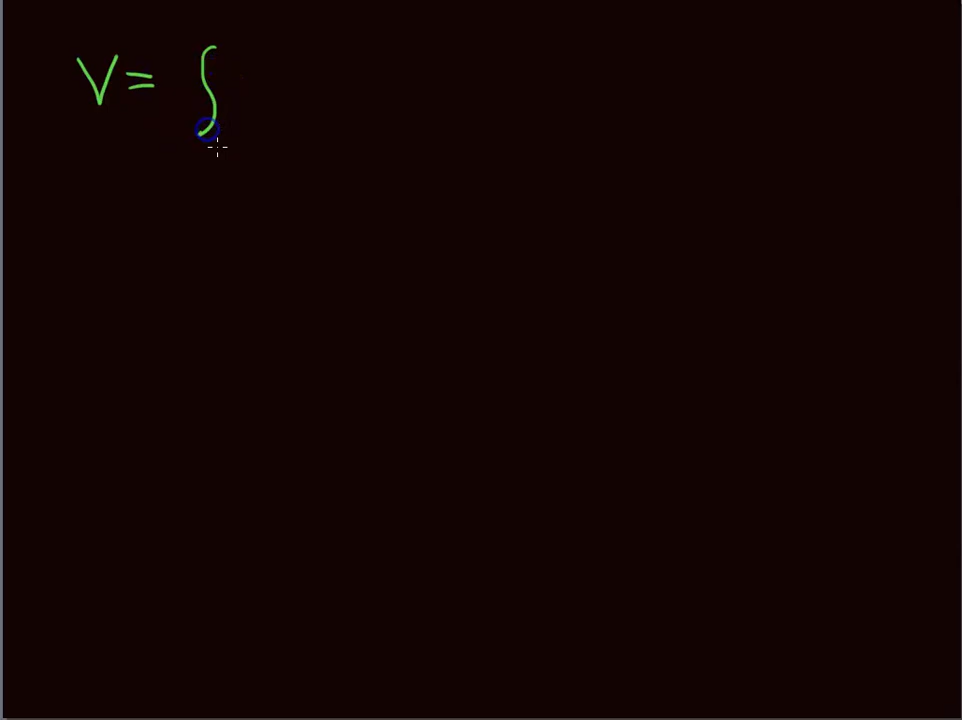 V = ∫